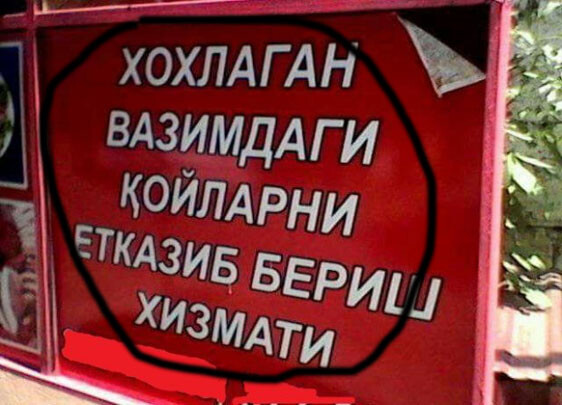 ХОХЛАГАН
ВАЗИМДАГИ
ҚОЙЛАРНИ
ЕТКАЗИБ БЕРИШ
ХИЗМАТИ